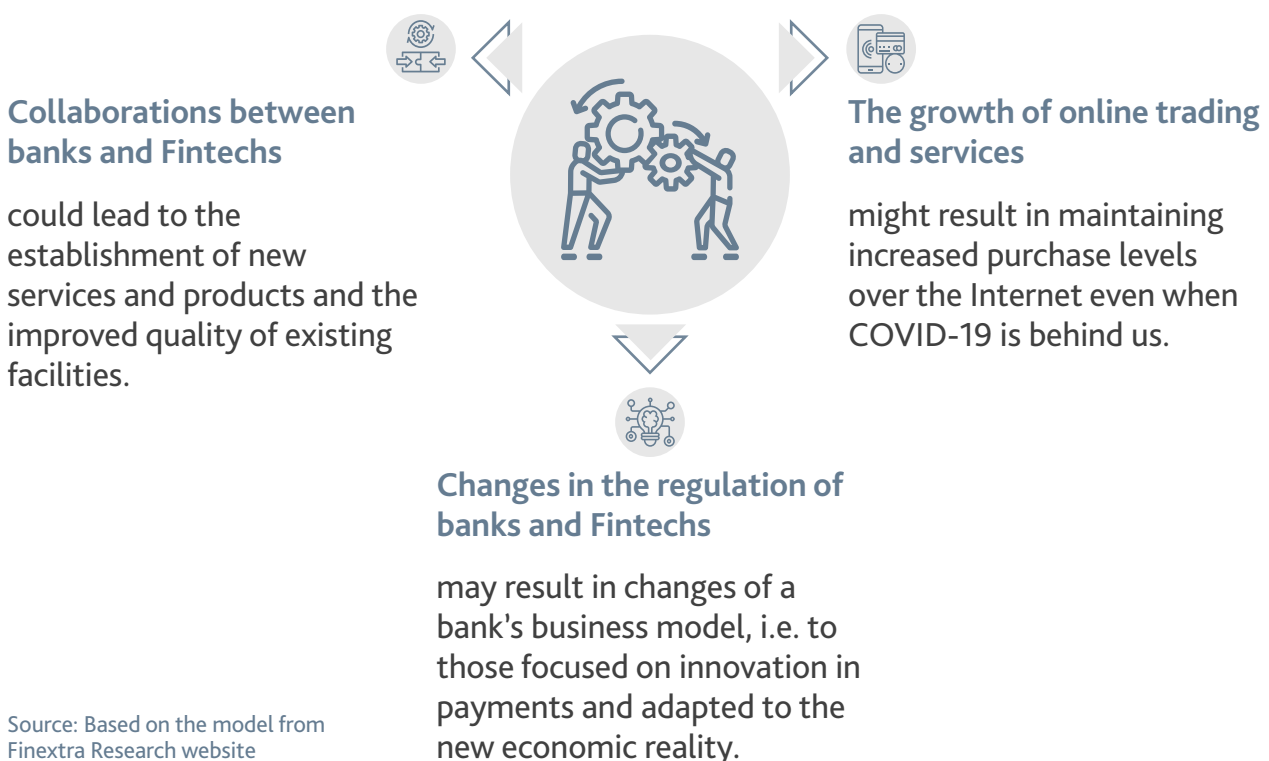 Collaborations between
banks and Fintechs
could lead to the
establishment of new
services and products and the
improved quality of existing
facilities.
The growth of online trading
and services
might result in maintaining
increased purchase levels
over the Internet even when
COVID-19 is behind us.
Changes in the regulation of
banks and Fintechs
may result in changes of a
bank's business model, i.e. to
those focused on innovation in
payments and adapted to the
new economic reality.
Source: Based on the model from
Finextra Research website